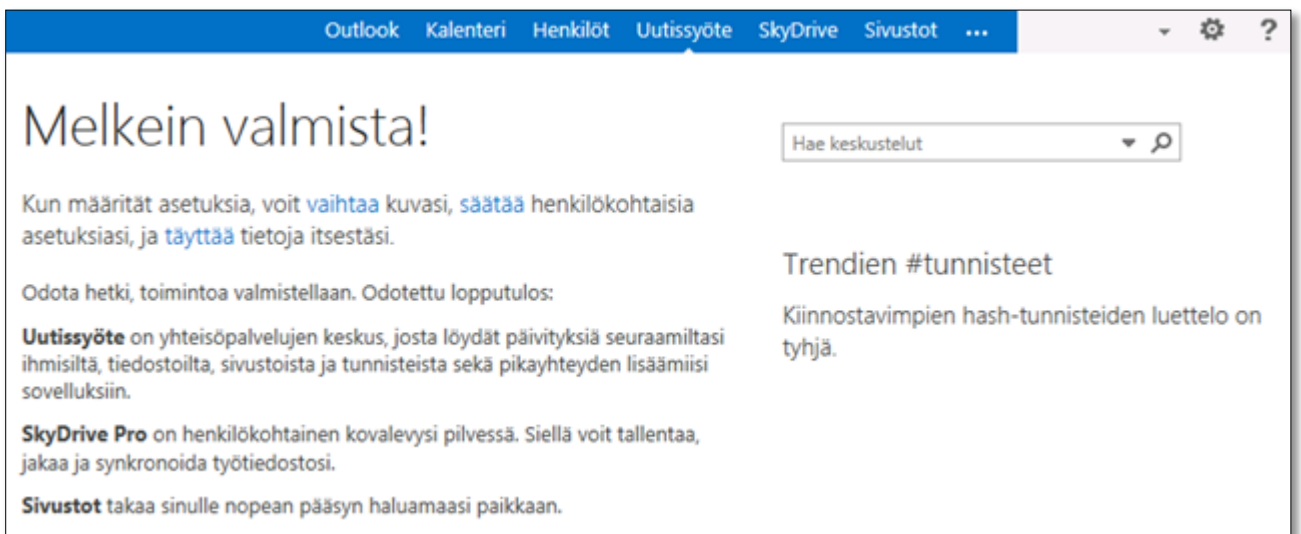 Outlook Kalenteri Henkilöt Uutissyöte SkyDrive Sivustot ... ?
Melkein valmista!
Kun määrität asetuksia, voit vaihtaa kuvasi, säätää henkilökohtaisia
asetuksiasi, ja täyttää tietoja itsestäsi.
Odota hetki, toimintoa valmistellaan. Odotettu lopputulos:
Uutissyöte on yhteisöpalvelujen keskus, josta löydät päivityksiä seuraamiltasi
ihmisiltä, tiedostoilta, sivustoista ja tunnisteista sekä pikayhteyden lisäämiisi
sovelluksiin.
SkyDrive Pro on henkilökohtainen kovalevysi pilvessä. Siellä voit tallentaa,
jakaa ja synkronoida työtiedostosi.
Sivustot takaa sinulle nopean pääsyn haluamaasi paikkaan.
Hae keskustelut
Trendien #tunnisteet
Kiinnostavimpien hash-tunnisteiden luettelo on
tyhjä.